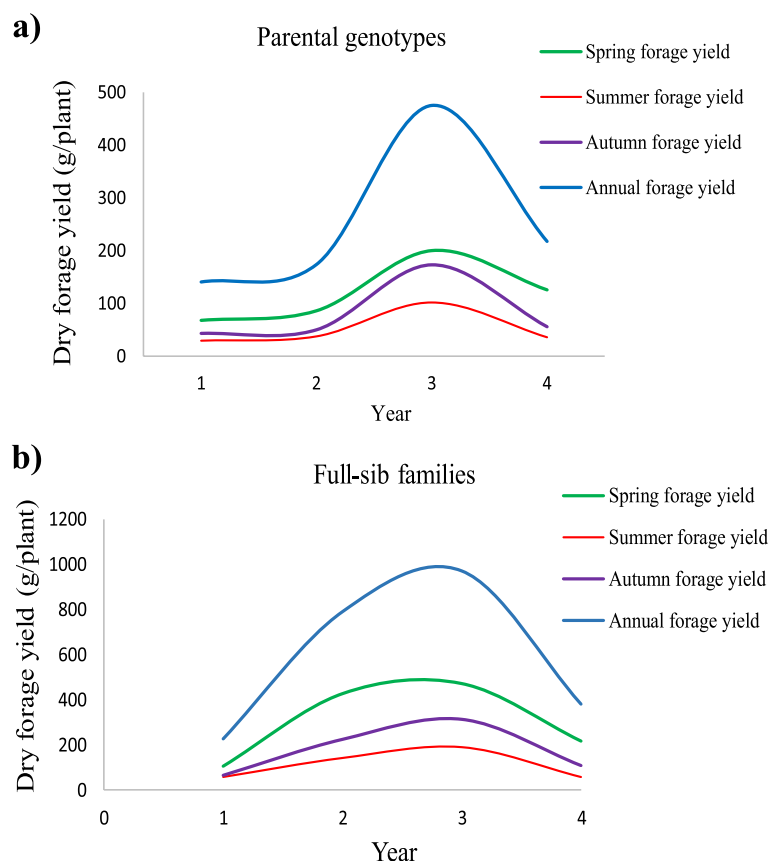 a)
Parental genotypes
Spring forage yield
Summer forage yield
Autumn forage yield
Annual forage yield
Dry forage yield (g/plant)
500
400
300
200
100
0
1 2 3 4
Year
b)
Full-sib families
Spring forage yield
Summer forage yield
Autumn forage yield
Annual forage yield
Dry forage yield (g/plant)
1200
1000
800
600
400
200
0
0 1 2 3 4
Year